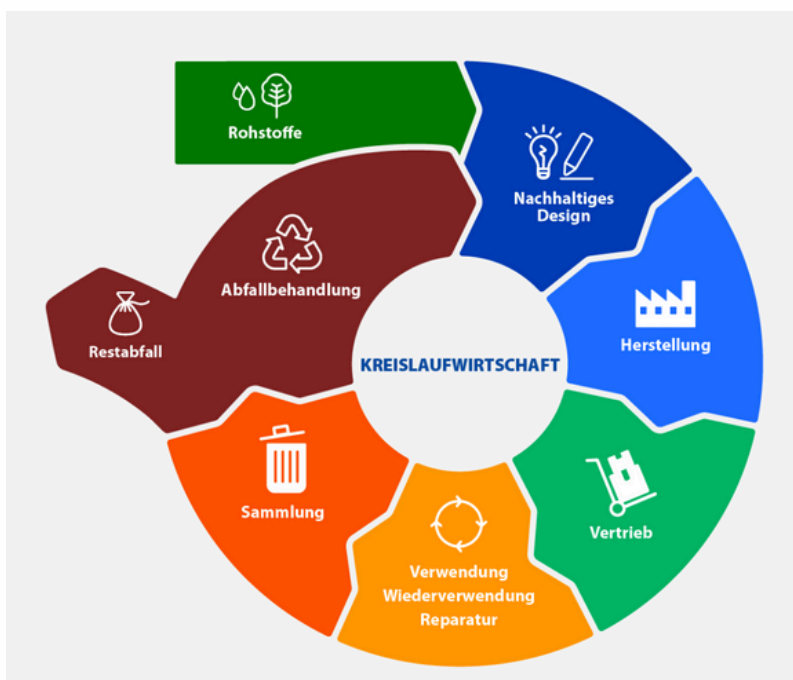 Rohstoffe
Nachhaltiges
Design
Abfallbehandlung
Restabfall
Herstellung
KREISLAUFWIRTSCHAFT
Sammlung
Vertrieb
Verwendung
Wiederverwendung
Reparatur